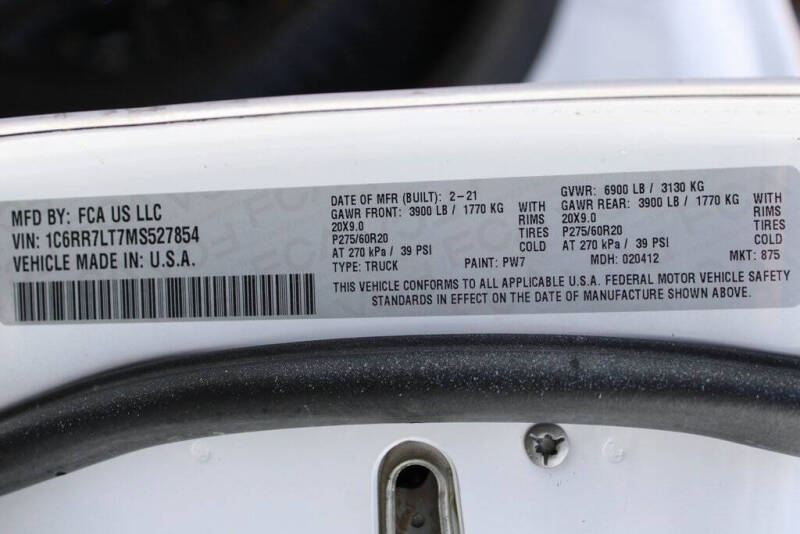 MFD BY: FCA US LLC
VIN: 1C6RR7LT7MS527854
VEHICLE MADE IN: U.S.A.
DATE OF MFR (BUILT): 2-21 GVWR: 6900 LB / 3130 KG
GAWR FRONT: 3900 LB / 1770 KG WITH GAWR REAR: 3900 LB / 1770 KG WITH
20X9.0 RIMS 20X9.0 RIMS
P275/60R20 TIRES P275/60R20 TIRES
AT 270 kPa / 39 PSI COLD AT 270 kPa / 39 PSI COLD
TYPE: TRUCK PAINT: PW7 MDH: 020412 MKT: 875
THIS VEHICLE CONFORMS TO ALL APPLICABLE U.S.A. FEDERAL MOTOR VEHICLE SAFETY
STANDARDS IN EFFECT ON THE DATE OF MANUFACTURE SHOWN ABOVE.